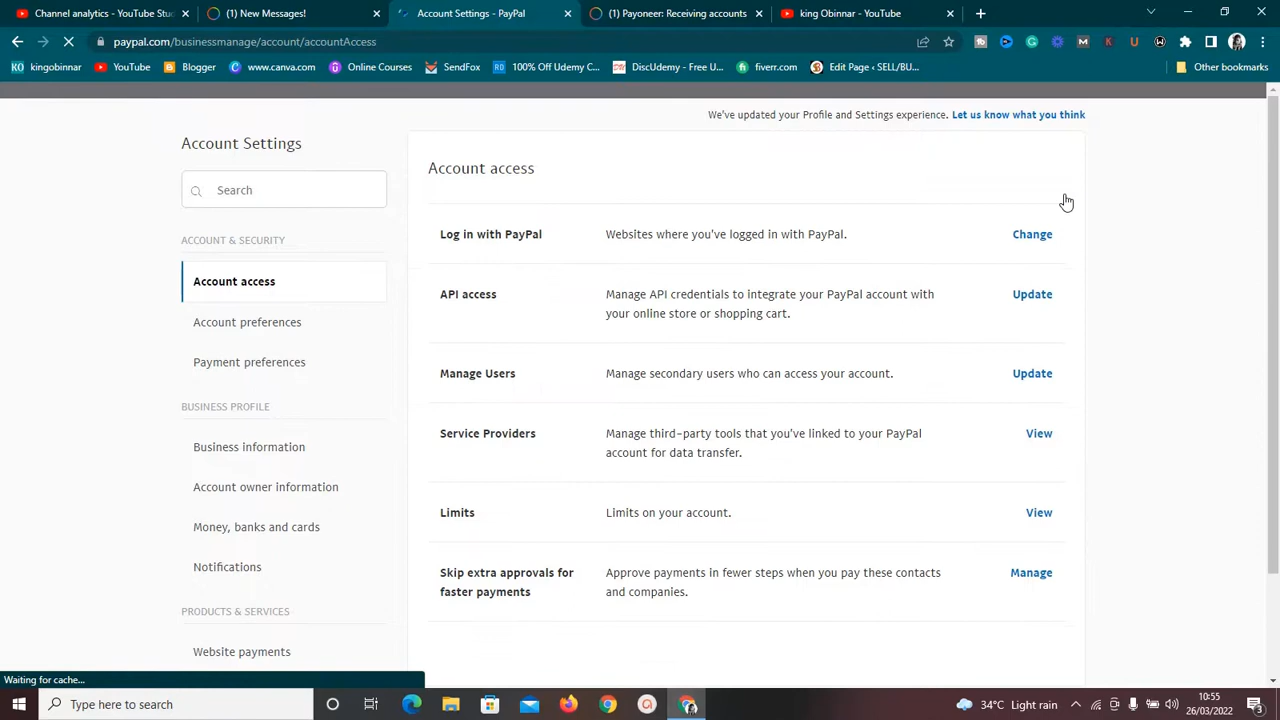 Channel analytics - YouTube Stu
(1) New Messages!
Account Settings - PayPal
(1) Payoneer: Receiving accounts
king Obinnar - YouTube
paypal.com/businessmanage/account/accountAccess
kingobinnar
YouTube
Blogger
www.canva.com
Online Courses
SendFox
100% Off Udemy C...
DiscUdemy - Free U...
fiverr.com
Edit Page ‹ SELL/BU...
Other bookmarks
We've updated your Profile and Settings experience. Let us know what you think
Account Settings
Search
ACCOUNT & SECURITY
Account access
Account preferences
Payment preferences
BUSINESS PROFILE
Business information
Account owner information
Money, banks and cards
Notifications
PRODUCTS & SERVICES
Website payments
Account access
Log in with PayPal
Websites where you've logged in with PayPal.
Change
API access
Manage API credentials to integrate your PayPal account with
your online store or shopping cart.
Update
Manage Users
Manage secondary users who can access your account.
Update
Service Providers
Manage third-party tools that you've linked to your PayPal
account for data transfer.
View
Limits
Limits on your account.
View
Skip extra approvals for
faster payments
Approve payments in fewer steps when you pay these contacts
and companies.
Manage
Waiting for cache...
Type here to search
34°C Light rain
10:55
26/03/2022
3